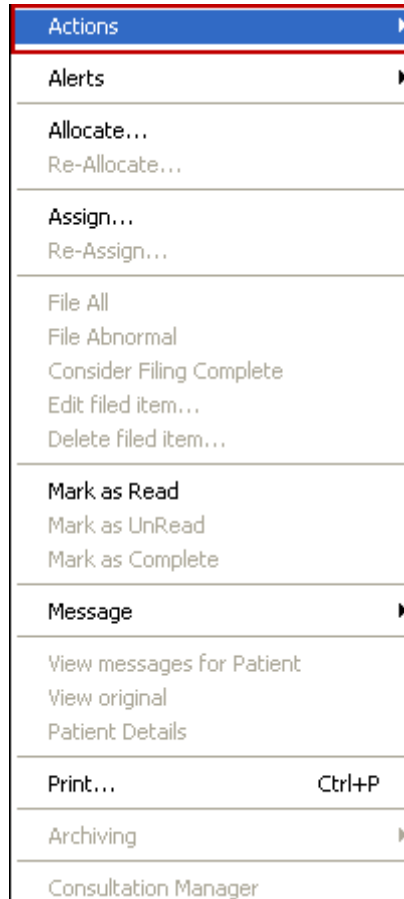 Actions
Alerts
Allocate...
Re-Allocate...
Assign...
Re-Assign...
File All
File Abnormal
Consider Filing Complete
Edit filed item...
Delete filed item...
Mark as Read
Mark as UnRead
Mark as Complete
Message
View messages for Patient
View original
Patient Details
Print... Ctrl+P
Archiving
Consultation Manager